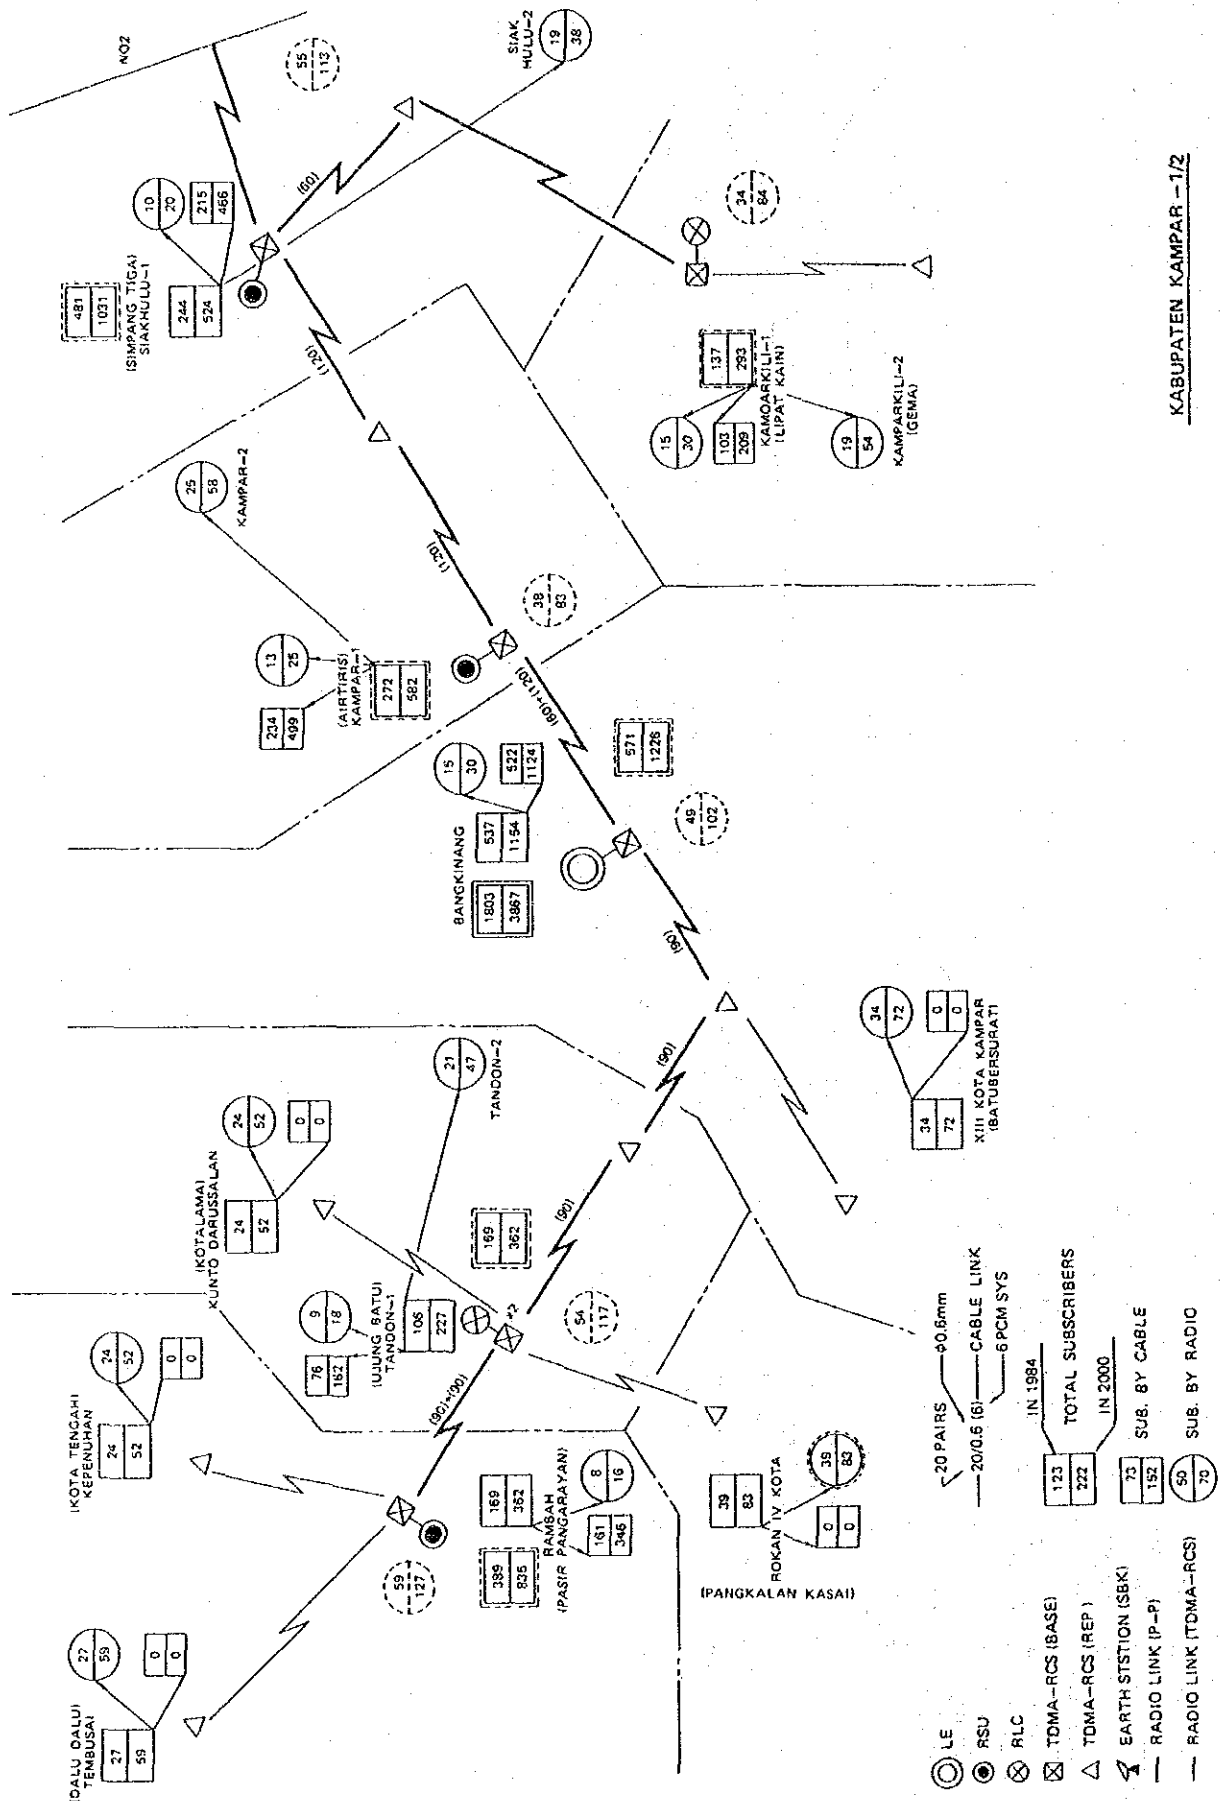 (DALU DALU)
TEMBUSAI
27
59
27
59
0
0
(KOTA TENGAH)
KEPENUHAN
24
52
24
52
0
0
(KOTALAMA)
KUNTO DARUSSALAN
24
52
24
52
0
0
59
127
389
835
169
362
RAMBAH
(PASIR PANGARAYAN)
8
16
161
346
(90)+(90)
9
18
76
162
(UJUNG BATU)
TANDON-1
106
227
21
47
TANDON-2
169
362
54
117
*2
39
83
ROKAN IV KOTA
(PANGKALAN KASAI)
39
83
0
0
(90)
(90)
(90)
34
72
34
72
0
0
XIII KOTA KAMPAR
(BATUBERSURAT)
BANGKINANG
1803
3867
537
1154
15
30
522
1124
571
1226
49
102
(60)+(120)
234
499
13
25
(AIRTIRIS)
KAMPAR-1
272
582
25
58
KAMPAR-2
38
83
(120)
(120)
481
1031
(SIMPANG TIGA)
SIAKHULU-1
244
524
10
20
215
466
(60)
NO2
55
113
SIAK
HULU-2
19
38
34
84
137
293
15
30
103
209
KAMOARKILI-1
(LIPAT KAIN)
19
54
KAMPARKILI-2
(GEMA)
LE
RSU
RLC
TDMA-RCS (BASE)
TDMA-RCS (REP)
EARTH STSTION (SBK)
RADIO LINK (P-P)
RADIO LINK (TDMA-RCS)
20 PAIRS
φ0.6mm
20/0.6 (6)
CABLE LINK
6 PCM SYS
IN 1984
123
222
TOTAL SUBSCRIBERS
IN 2000
73
152
SUB. BY CABLE
50
70
SUB. BY RADIO
KABUPATEN KAMPAR - 1/2